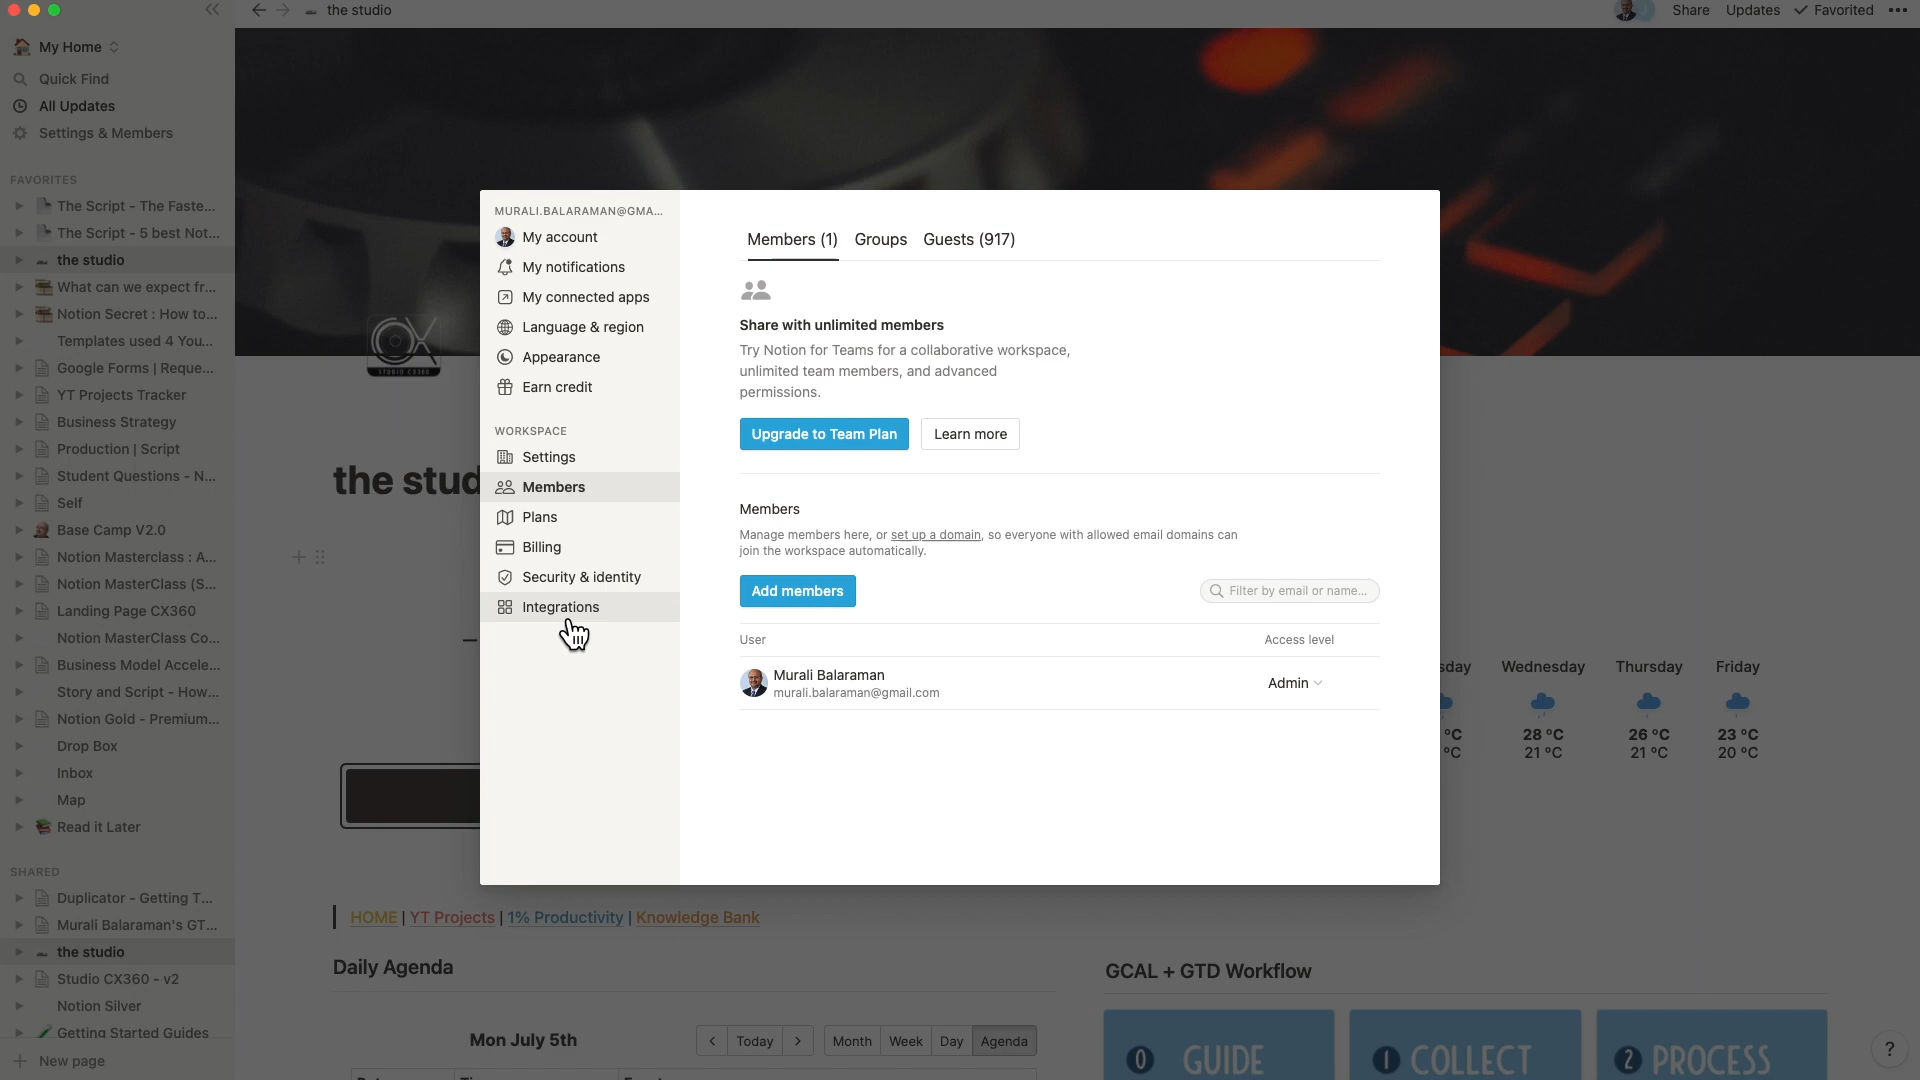 the studio
Share
Updates
Favorited
My Home
Quick Find
All Updates
Settings & Members
FAVORITES
The Script - The Faste...
The Script - 5 best Not...
the studio
What can we expect fr...
Notion Secret : How to...
Templates used 4 You...
Google Forms | Reque...
YT Projects Tracker
Business Strategy
Production | Script
Student Questions - N...
Self
Base Camp V2.0
Notion Masterclass : A...
Notion MasterClass (S...
Landing Page CX360
Notion MasterClass Co...
Business Model Accele...
Story and Script - How...
Notion Gold - Premium...
Drop Box
Inbox
Map
Read it Later
SHARED
Duplicator - Getting T...
Murali Balaraman's GT...
the studio
Studio CX360 - v2
Notion Silver
Getting Started Guides
New page
CX
STUDIO CX360
the stud
MURALI.BALARAMAN@GMA...
My account
My notifications
My connected apps
Language & region
Appearance
Earn credit
WORKSPACE
Settings
Members
Plans
Billing
Security & identity
Integrations
Members (1) Groups Guests (917)
Share with unlimited members
Try Notion for Teams for a collaborative workspace,
unlimited team members, and advanced
permissions.
Upgrade to Team Plan
Learn more
Members
Manage members here, or set up a domain, so everyone with allowed email domains can
join the workspace automatically.
Add members
Filter by email or name...
User
Access level
Murali Balaraman
murali.balaraman@gmail.com
Admin
sday Wednesday Thursday Friday
°C 28 °C 26 °C 23 °C
°C 21 °C 21 °C 20 °C
HOME | YT Projects | 1% Productivity | Knowledge Bank
Daily Agenda
Mon July 5th
Today
Month Week Day Agenda
GCAL + GTD Workflow
0 GUIDE
1 COLLECT
2 PROCESS
?